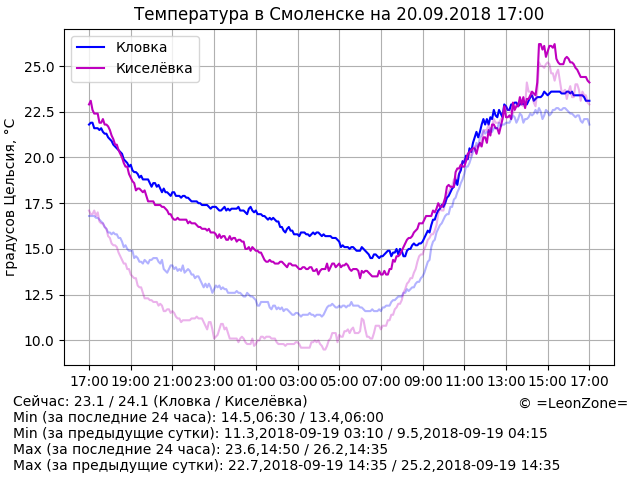 Температура в Смоленске на 20.09.2018 17:00
градусов Цельсия, °C
Кловка
Киселёвка
25.0
22.5
20.0
17.5
15.0
12.5
10.0
17:00 19:00 21:00 23:00 01:00 03:00 05:00 07:00 09:00 11:00 13:00 15:00 17:00
Сейчас: 23.1 / 24.1 (Кловка / Киселёвка)
© =LeonZone=
Min (за последние 24 часа): 14.5,06:30 / 13.4,06:00
Min (за предыдущие сутки): 11.3,2018-09-19 03:10 / 9.5,2018-09-19 04:15
Max (за последние 24 часа): 23.6,14:50 / 26.2,14:35
Max (за предыдущие сутки): 22.7,2018-09-19 14:35 / 25.2,2018-09-19 14:35